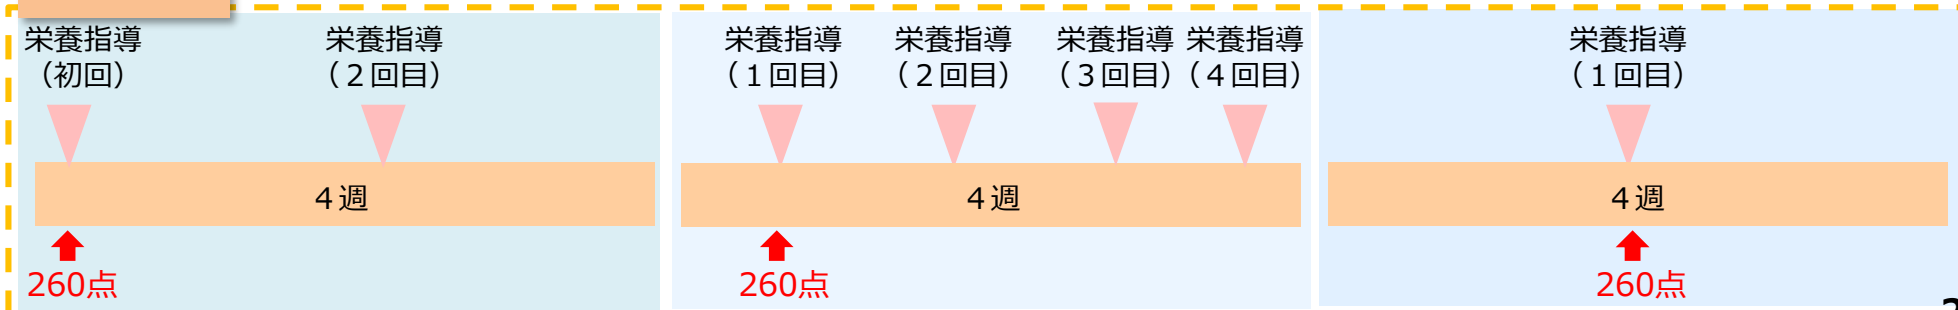 栄養指導
（初回）
栄養指導
（２回目）
４週
260点
栄養指導
（１回目）
栄養指導
（２回目）
栄養指導
（３回目）
栄養指導
（４回目）
４週
260点
栄養指導
（１回目）
４週
260点